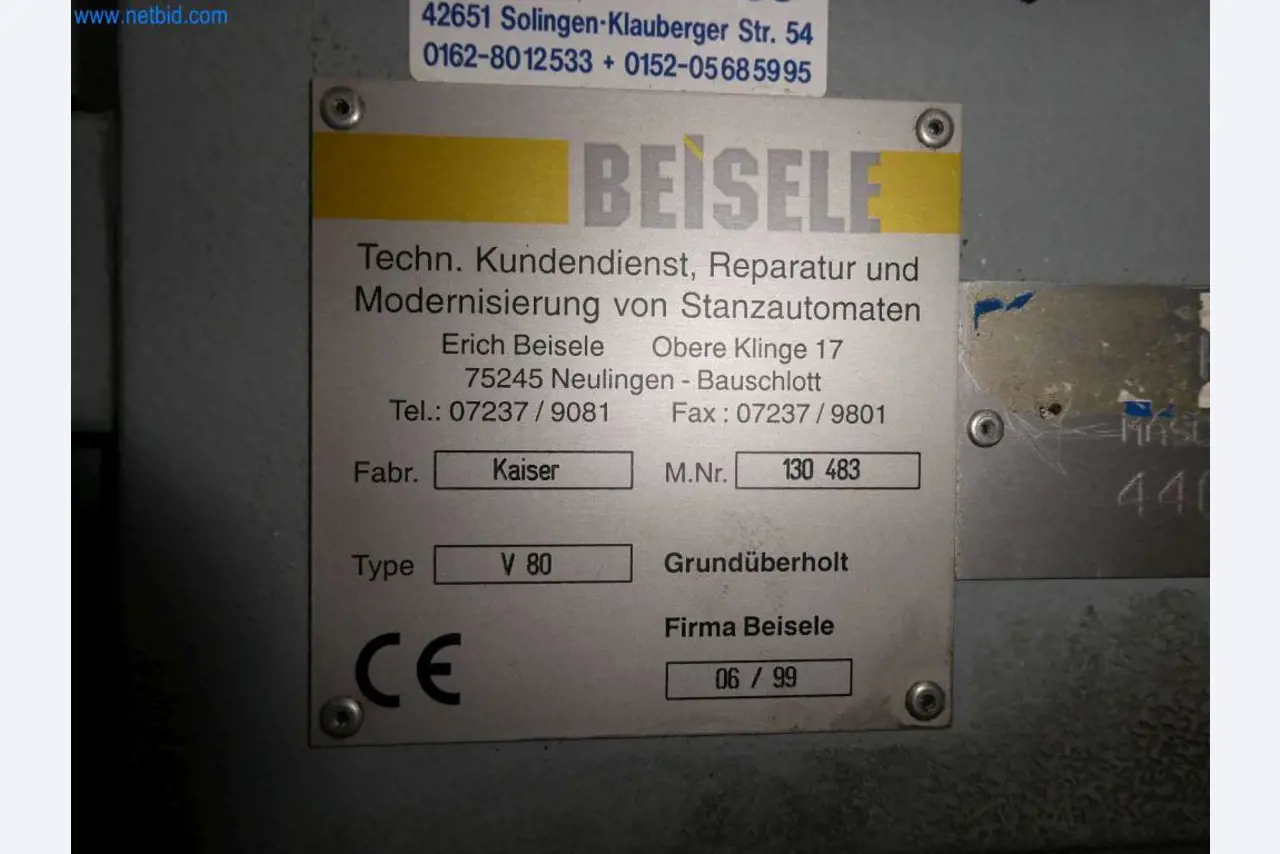 www.netbid.com
42651 Solingen-Klauberger Str. 54
0162-8012533 + 0152-05685995
BEISELE
Techn. Kundendienst, Reparatur und
Modernisierung von Stanzautomaten
Erich Beisele Obere Klinge 17
75245 Neulingen - Bauschlott
Tel.: 07237 / 9081 Fax : 07237 / 9801
Fabr. Kaiser M.Nr. 130 483
Type V 80 Grundüberholt
Firma Beisele
CE 06 / 99